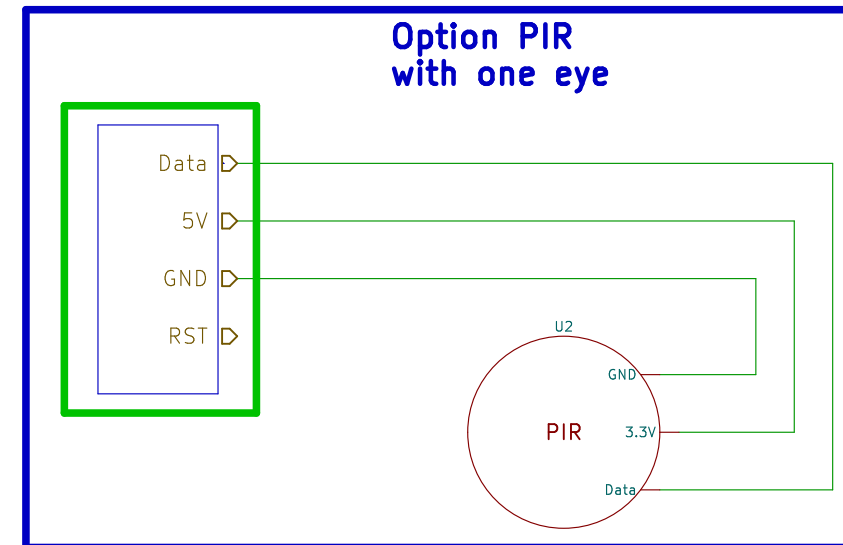 Option PIR
with one eye
Data
5V
GND
RST
U2
GND
PIR
3.3V
Data